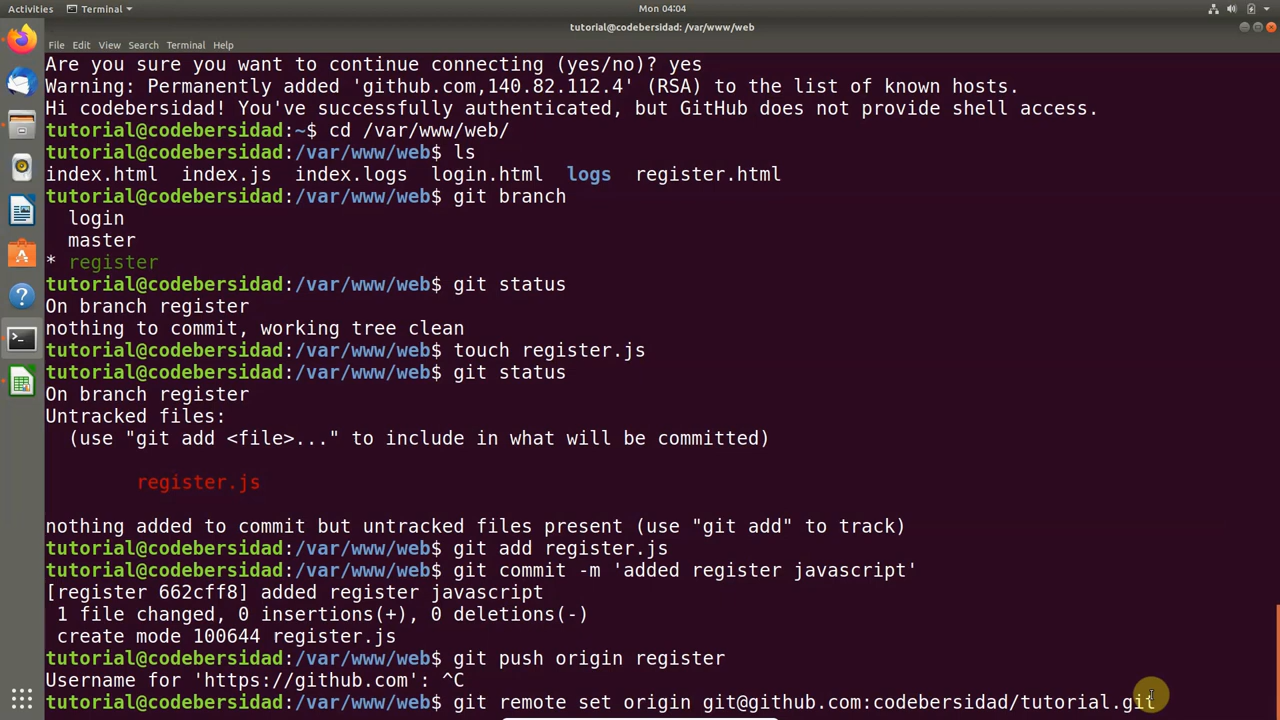 Activities Terminal Mon 04:04
tutorial@codebersidad: /var/www/web
File Edit View Search Terminal Help
Are you sure you want to continue connecting (yes/no)? yes
Warning: Permanently added 'github.com,140.82.112.4' (RSA) to the list of known hosts.
Hi codebersidad! You've successfully authenticated, but GitHub does not provide shell access.
tutorial@codebersidad:~$ cd /var/www/web/
tutorial@codebersidad:/var/www/web$ ls
index.html index.js index.logs login.html logs register.html
tutorial@codebersidad:/var/www/web$ git branch
login
master
* register
tutorial@codebersidad:/var/www/web$ git status
On branch register
nothing to commit, working tree clean
tutorial@codebersidad:/var/www/web$ touch register.js
tutorial@codebersidad:/var/www/web$ git status
On branch register
Untracked files:
(use "git add <file>..." to include in what will be committed)
register.js
nothing added to commit but untracked files present (use "git add" to track)
tutorial@codebersidad:/var/www/web$ git add register.js
tutorial@codebersidad:/var/www/web$ git commit -m 'added register javascript'
[register 662cff8] added register javascript
1 file changed, 0 insertions(+), 0 deletions(-)
create mode 100644 register.js
tutorial@codebersidad:/var/www/web$ git push origin register
Username for 'https://github.com': ^C
tutorial@codebersidad:/var/www/web$ git remote set origin git@github.com:codebersidad/tutorial.git